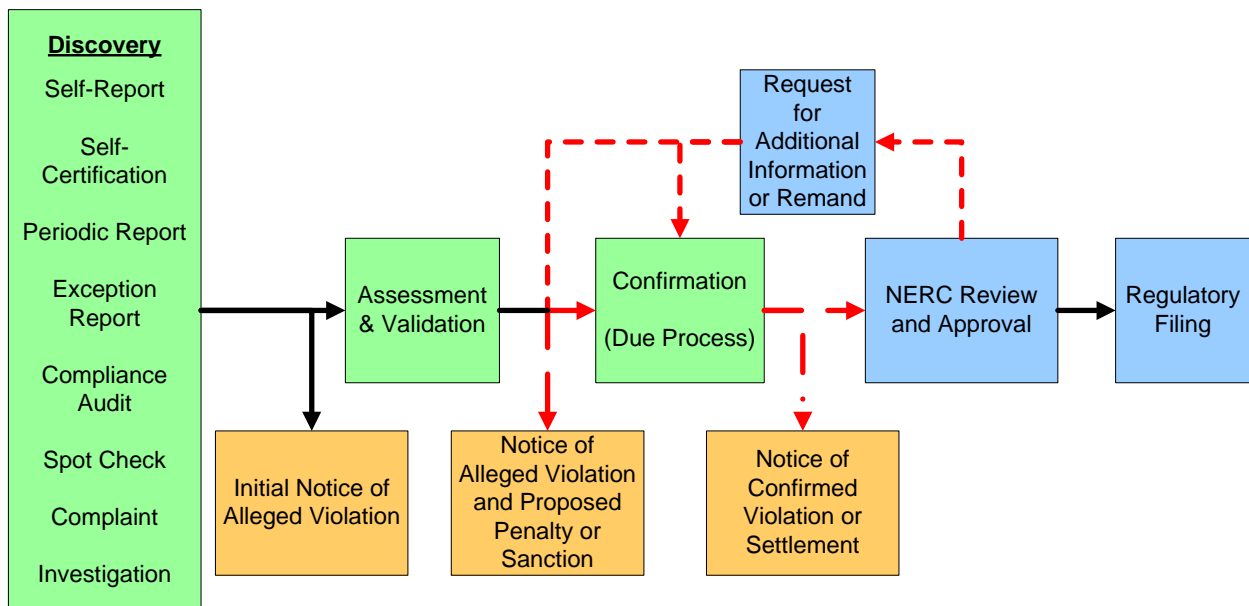 Discovery
Self-Report
Self-
Certification
Periodic Report
Exception
Report
Compliance
Audit
Spot Check
Complaint
Investigation
Assessment
& Validation
Initial Notice of
Alleged Violation
Notice of
Alleged Violation
and Proposed
Penalty or
Sanction
Confirmation
(Due Process)
Notice of
Confirmed
Violation or
Settlement
Request
for
Additional
Information
or Remand
NERC Review
and Approval
Regulatory
Filing